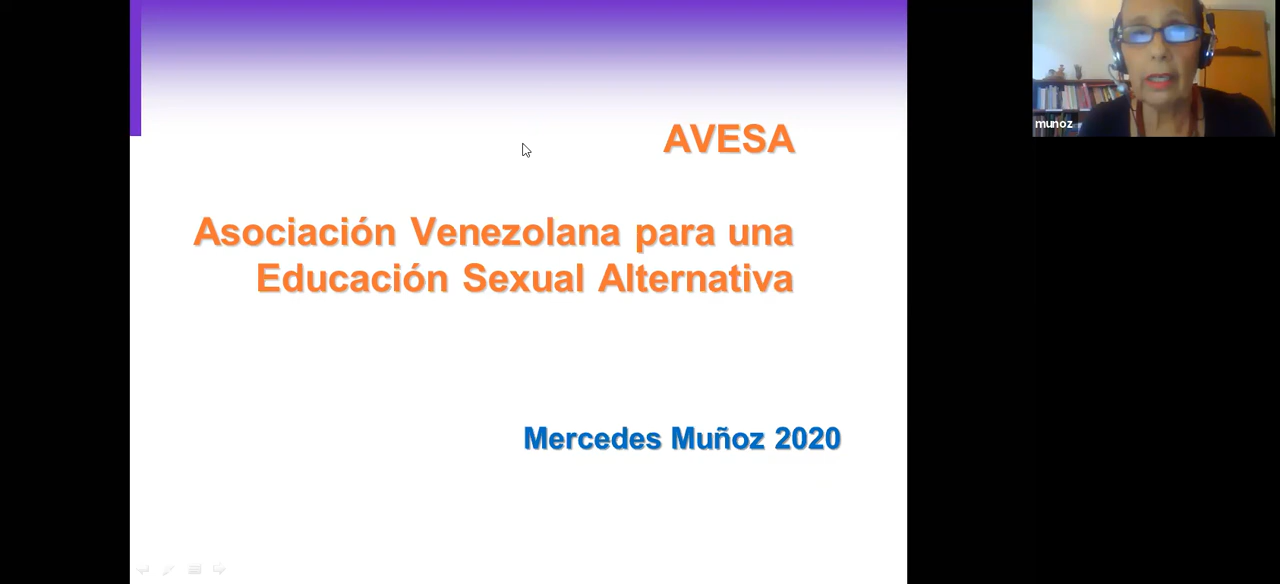 AVESA
Asociación Venezolana para una
Educación Sexual Alternativa
Mercedes Muñoz 2020
munoz